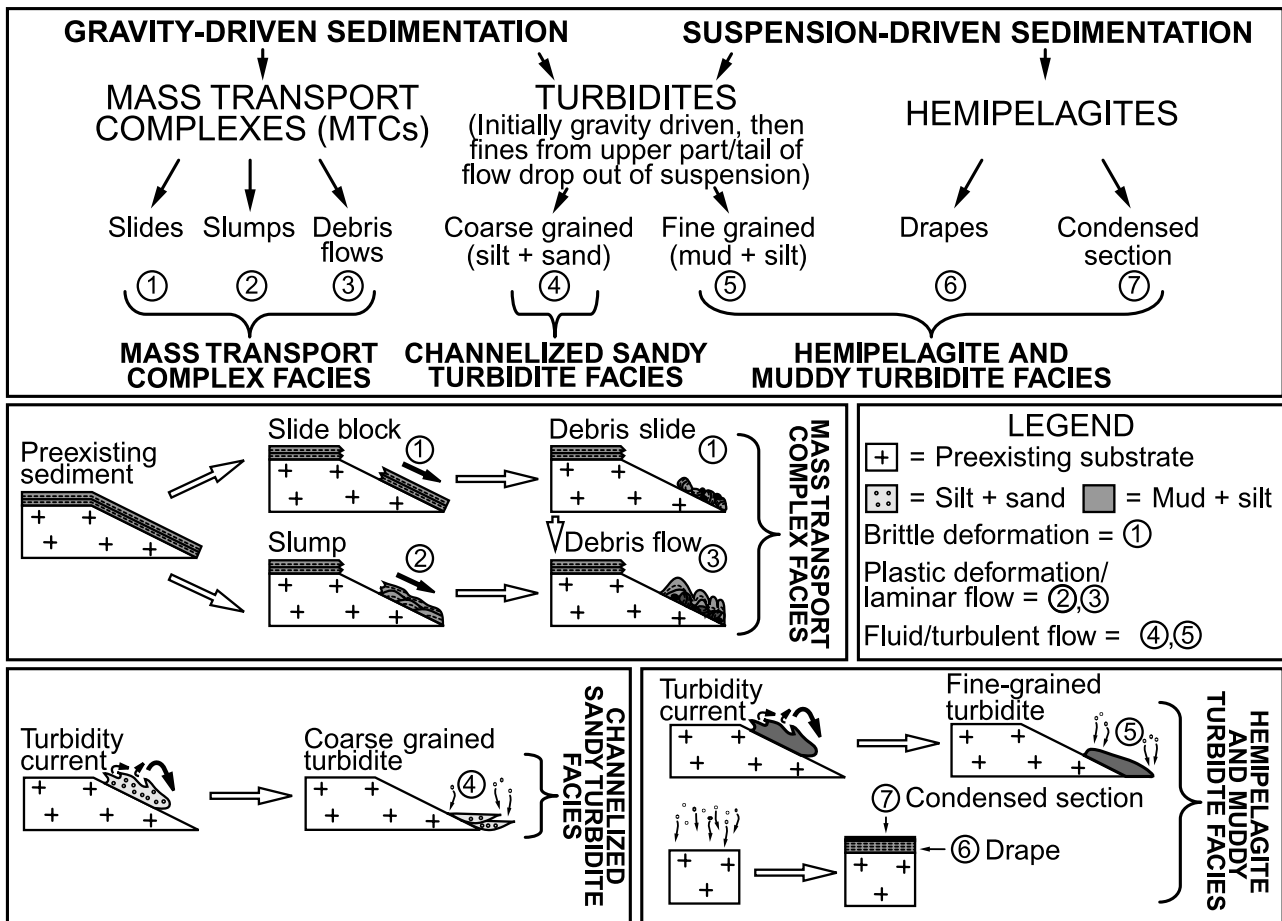 GRAVITY-DRIVEN SEDIMENTATION
SUSPENSION-DRIVEN SEDIMENTATION
MASS TRANSPORT
COMPLEXES (MTCs)
TURBIDITES
(Initially gravity driven, then
fines from upper part/tail of
flow drop out of suspension)
HEMIPELAGITES
Slides
Slumps
Debris
flows
Coarse grained
(silt + sand)
Fine grained
(mud + silt)
Drapes
Condensed
section
1
2
3
4
5
6
7
MASS TRANSPORT
COMPLEX FACIES
CHANNELIZED SANDY
TURBIDITE FACIES
HEMIPELAGITE AND
MUDDY TURBIDITE FACIES
Preexisting
sediment
Slide block
1
Debris slide
1
Slump
2
Debris flow
3
MASS TRANSPORT
COMPLEX FACIES
LEGEND
+ = Preexisting substrate
= Silt + sand
= Mud + silt
Brittle deformation = 1
Plastic deformation/
laminar flow = 2,3
Fluid/turbulent flow = 4,5
Turbidity
current
Coarse grained
turbidite
4
CHANNELIZED
SANDY TURBIDITE
FACIES
Turbidity
current
Fine-grained
turbidite
5
7 Condensed section
6 Drape
HEMIPELAGITE
AND MUDDY
TURBIDTE FACIES